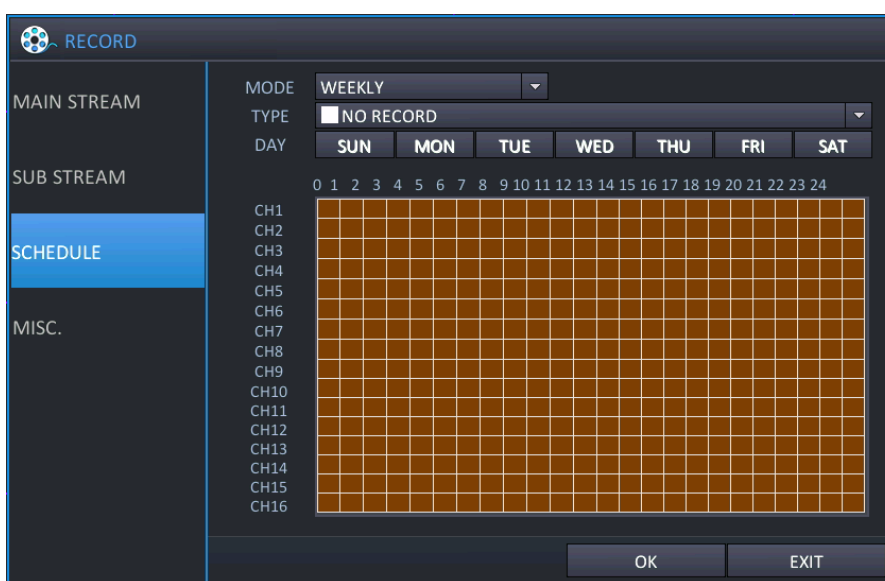 RECORD
MAIN STREAM
SUB STREAM
SCHEDULE
MISC.
MODE WEEKLY
TYPE NO RECORD
DAY SUN MON TUE WED THU FRI SAT
0 1 2 3 4 5 6 7 8 9 10 11 12 13 14 15 16 17 18 19 20 21 22 23 24
CH1
CH2
CH3
CH4
CH5
CH6
CH7
CH8
CH9
CH10
CH11
CH12
CH13
CH14
CH15
CH16
OK EXIT